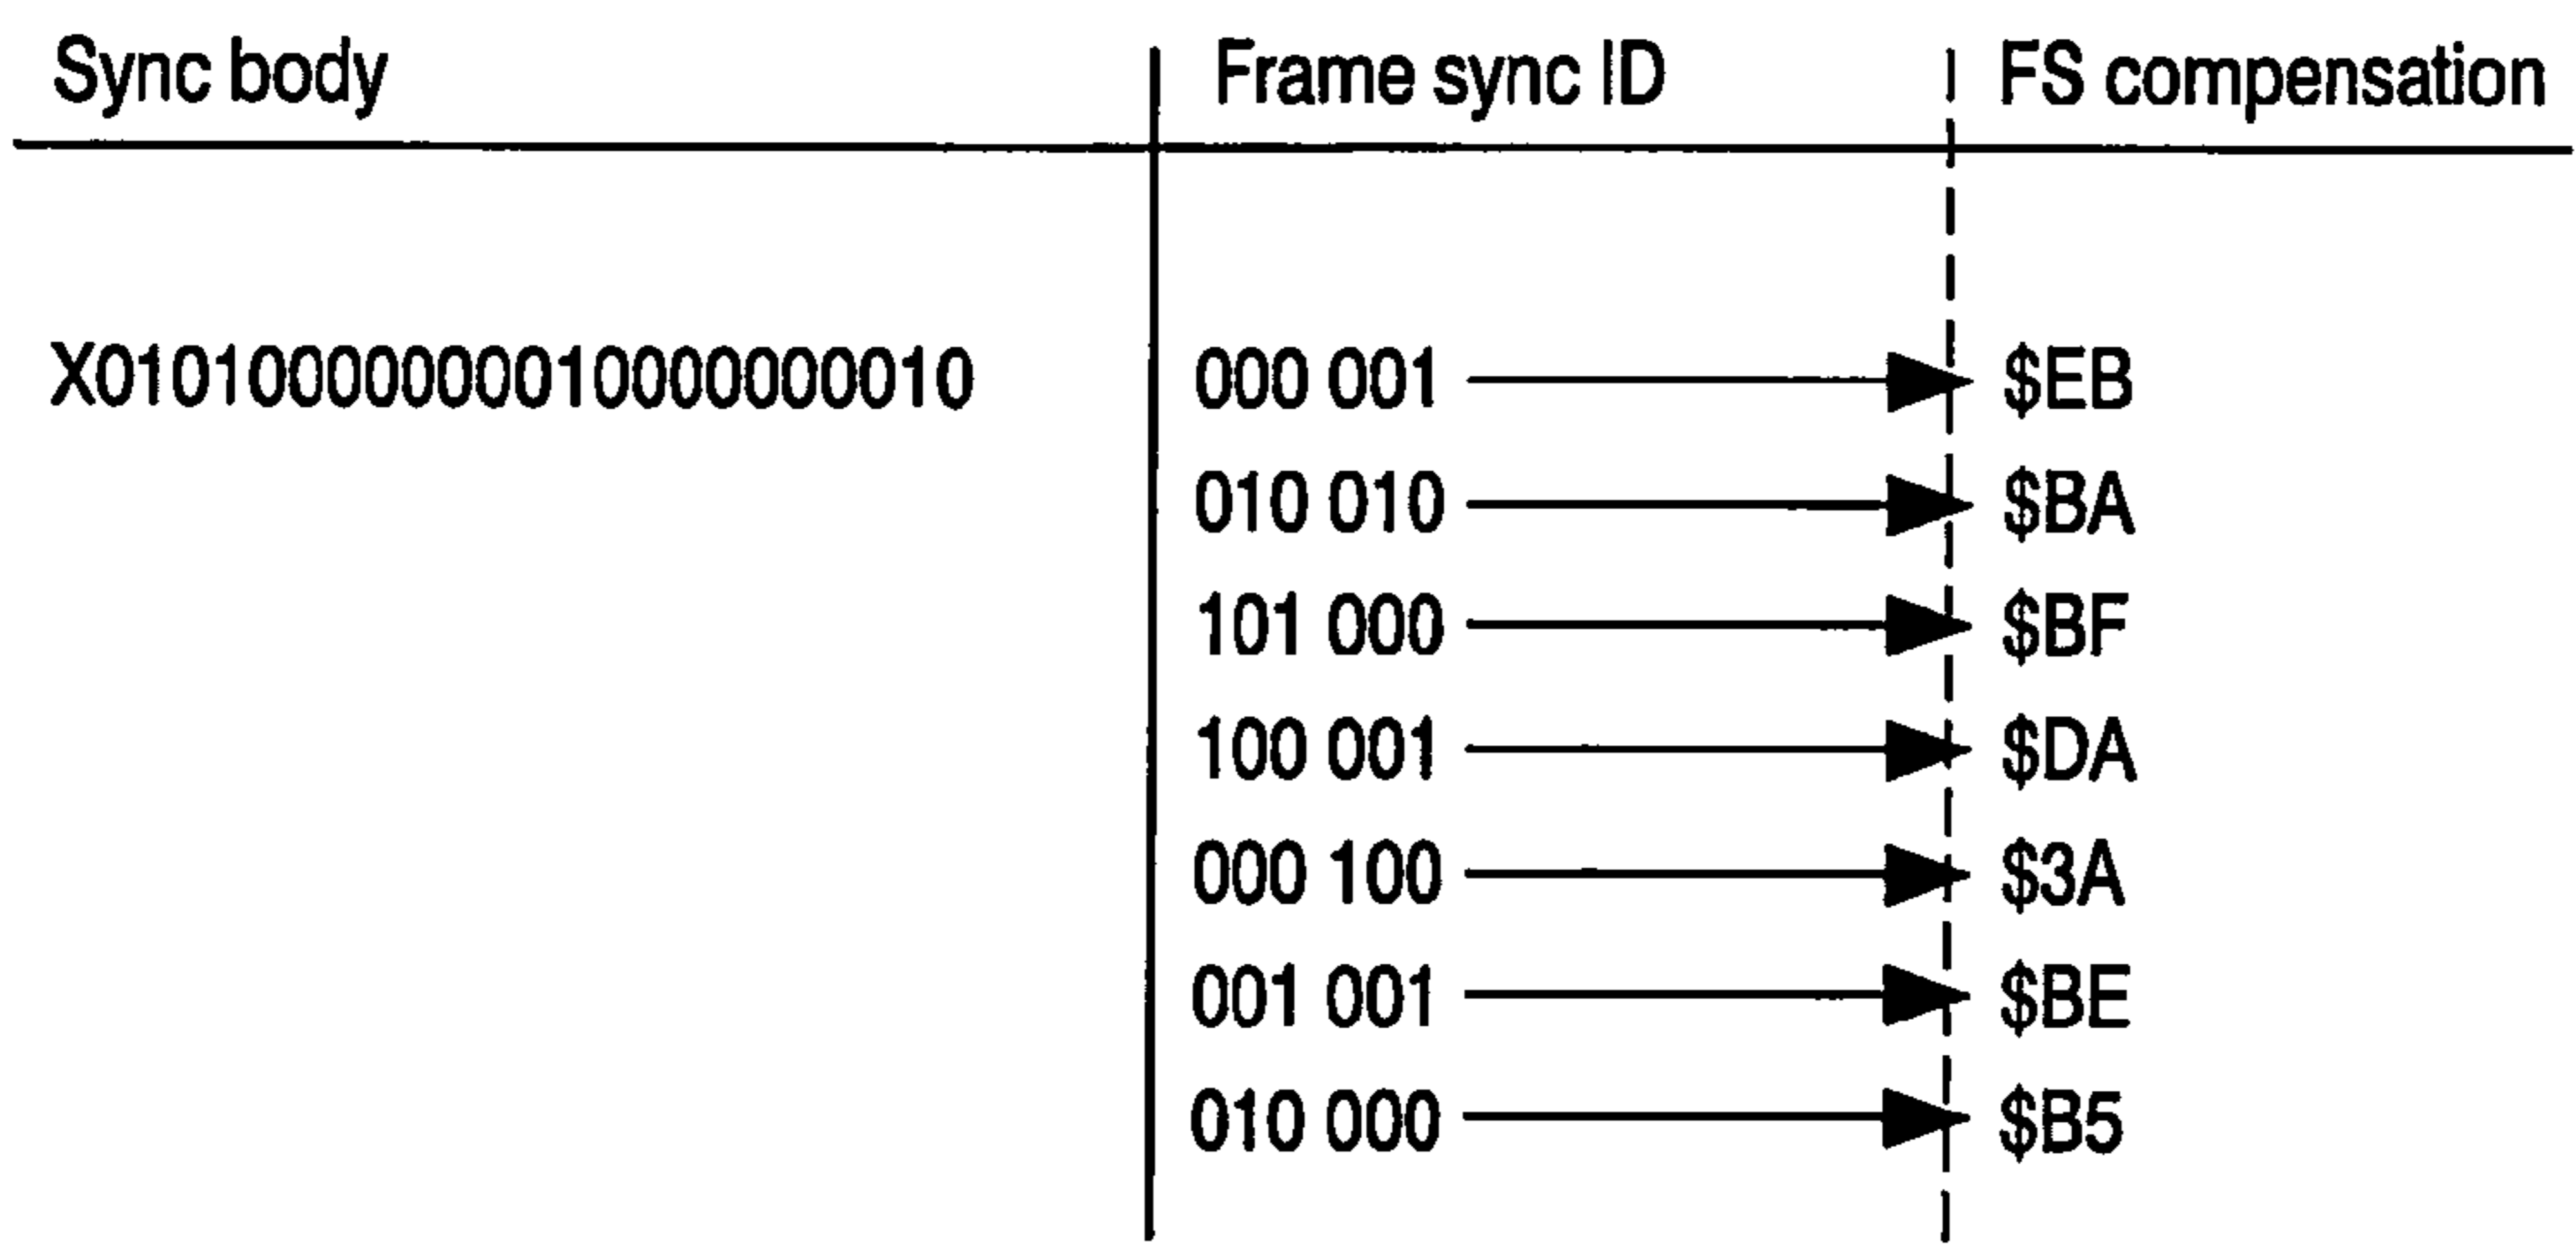 Sync body Frame sync ID FS compensation
X01010000000010000000010 000 001 $EB
010 010 $BA
101 000 $BF
100 001 $DA
000 100 $3A
001 001 $BE
010 000 $B5